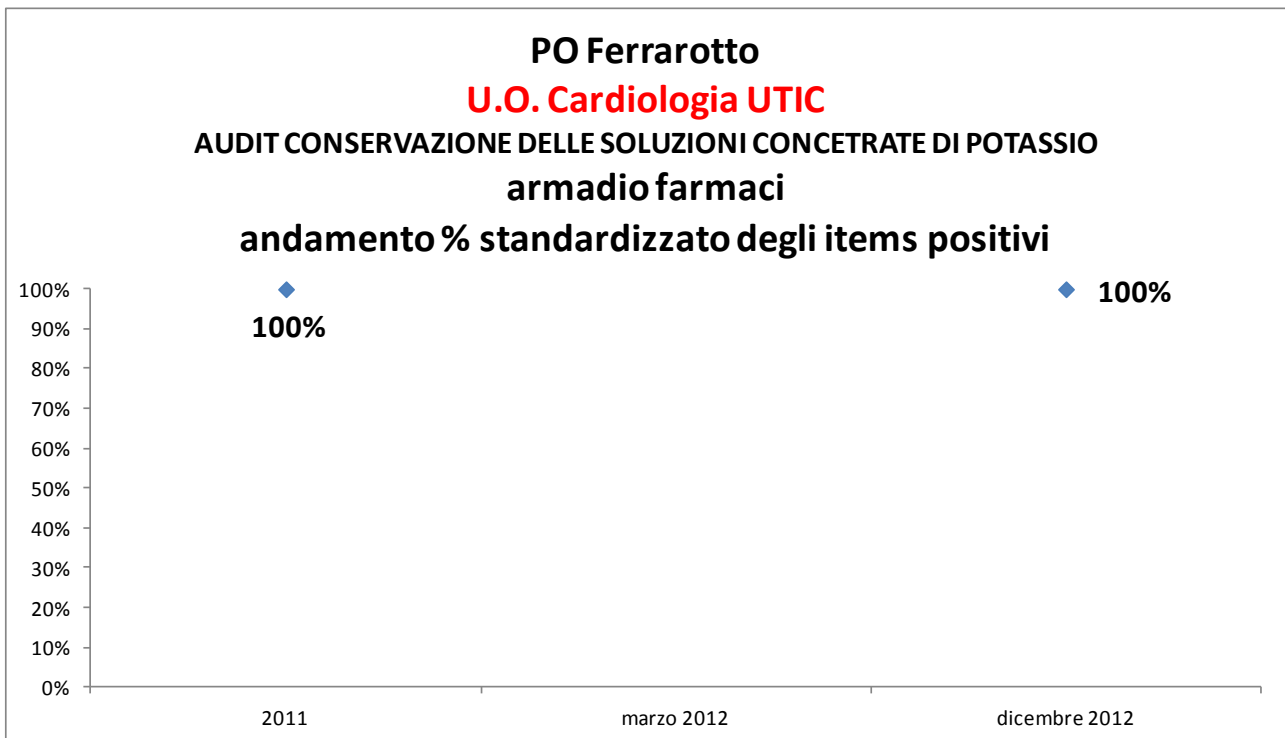 PO Ferrarotto
U.O. Cardiologia UTIC
AUDIT CONSERVAZIONE DELLE SOLUZIONI CONCETRATE DI POTASSIO
armadio farmaci
andamento % standardizzato degli items positivi
100%
90%
80%
70%
60%
50%
40%
30%
20%
10%
0%
100%
100%
2011
marzo 2012
dicembre 2012